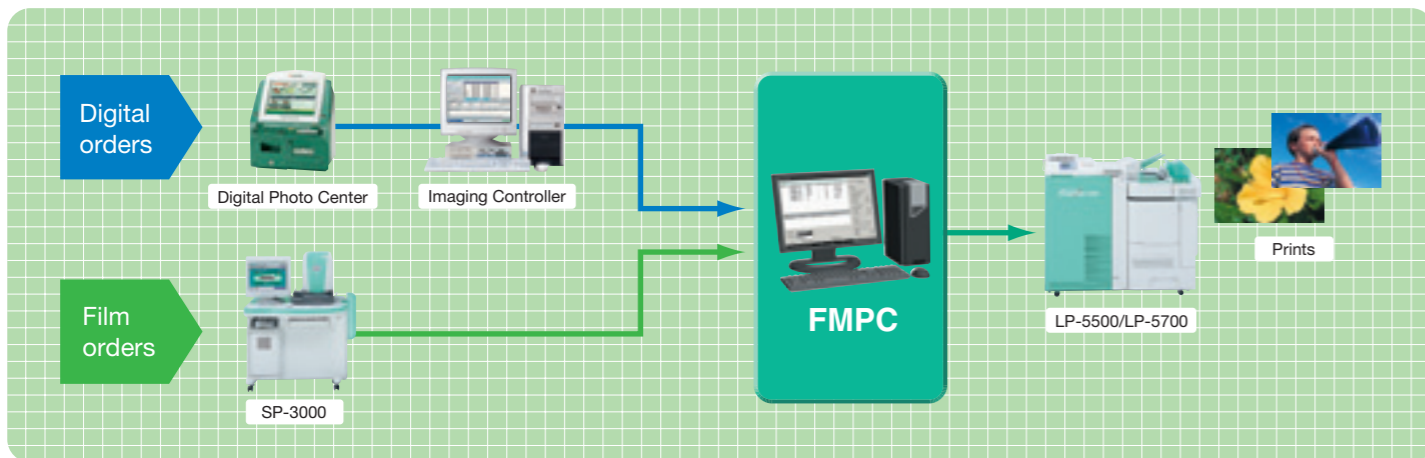 Digital
orders
Digital Photo Center
Imaging Controller
Film
orders
SP-3000
FMPC
LP-5500/LP-5700
Prints